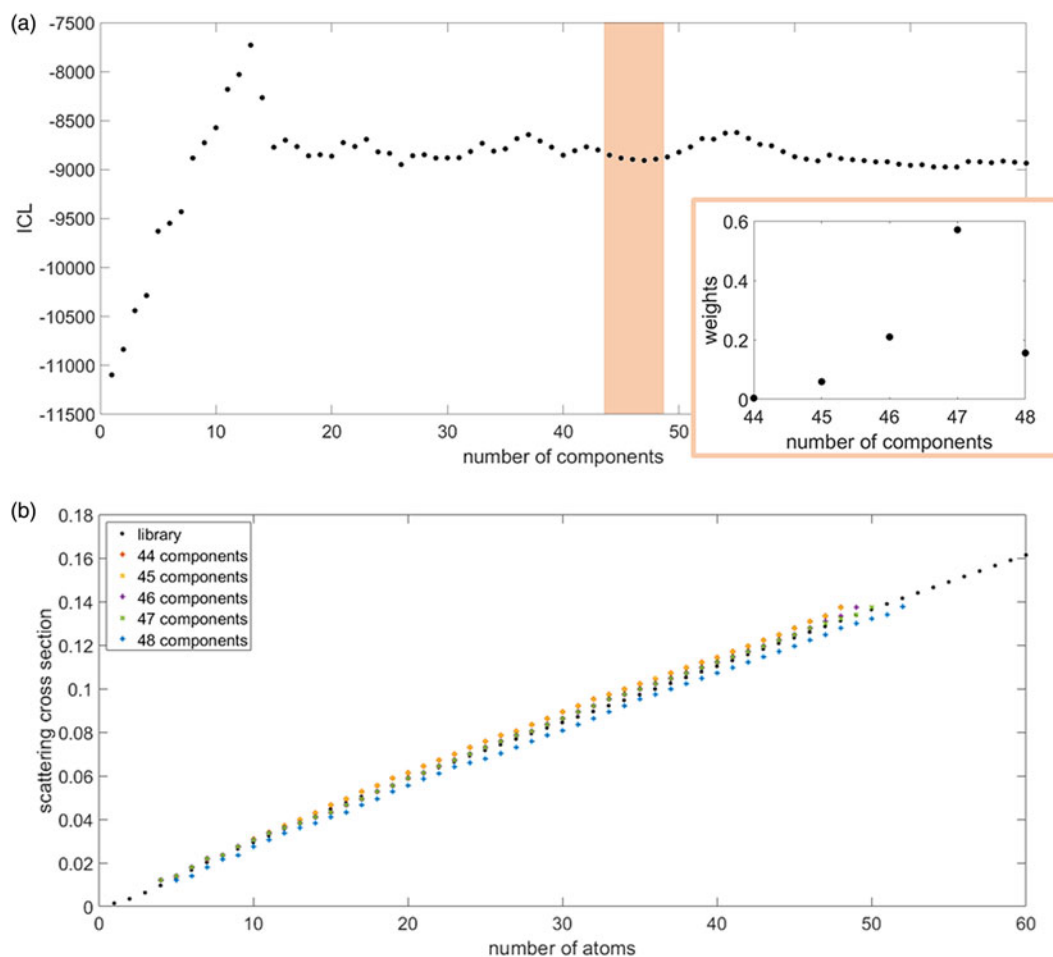 (a)
-7500
-8000
-8500
-9000
-9500
-10000
-10500
-11000
-11500
ICL
0 10 20 30 40 50
number of components
0.6
0.4
0.2
0
weights
44 45 46 47 48
number of components
(b)
0.18
0.16
0.14
0.12
0.1
0.08
0.06
0.04
0.02
0
scattering cross section
library
44 components
45 components
46 components
47 components
48 components
0 10 20 30 40 50 60
number of atoms